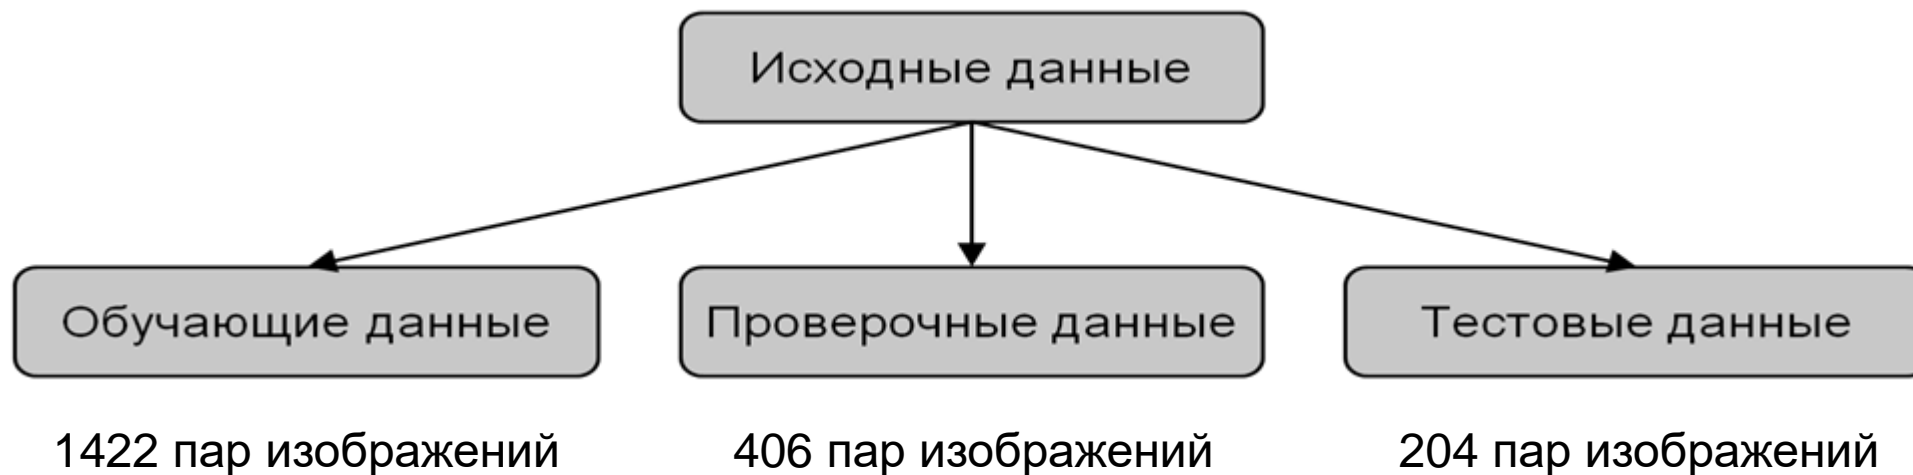 Исходные данные
Обучающие данные
Проверочные данные
Тестовые данные
1422 пар изображений
406 пар изображений
204 пар изображений